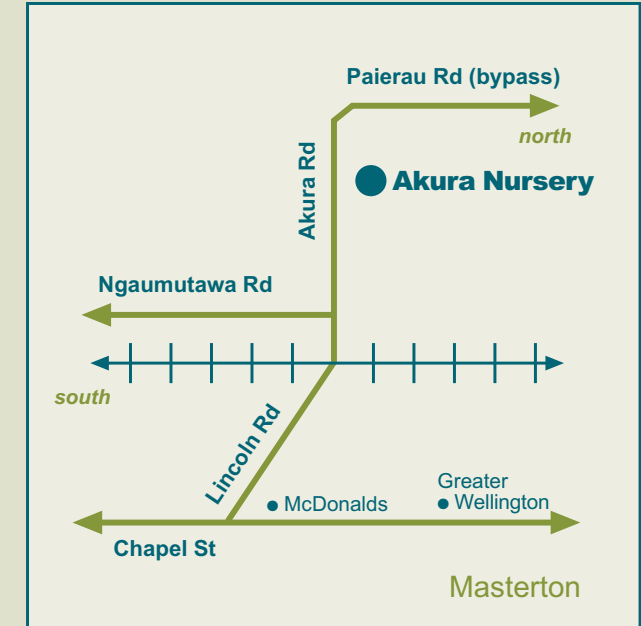 Paierau Rd (bypass)
north
Akura Rd
Akura Nursery
Ngaumutawa Rd
south
Lincoln Rd
McDonalds
Greater
Wellington
Chapel St
Masterton